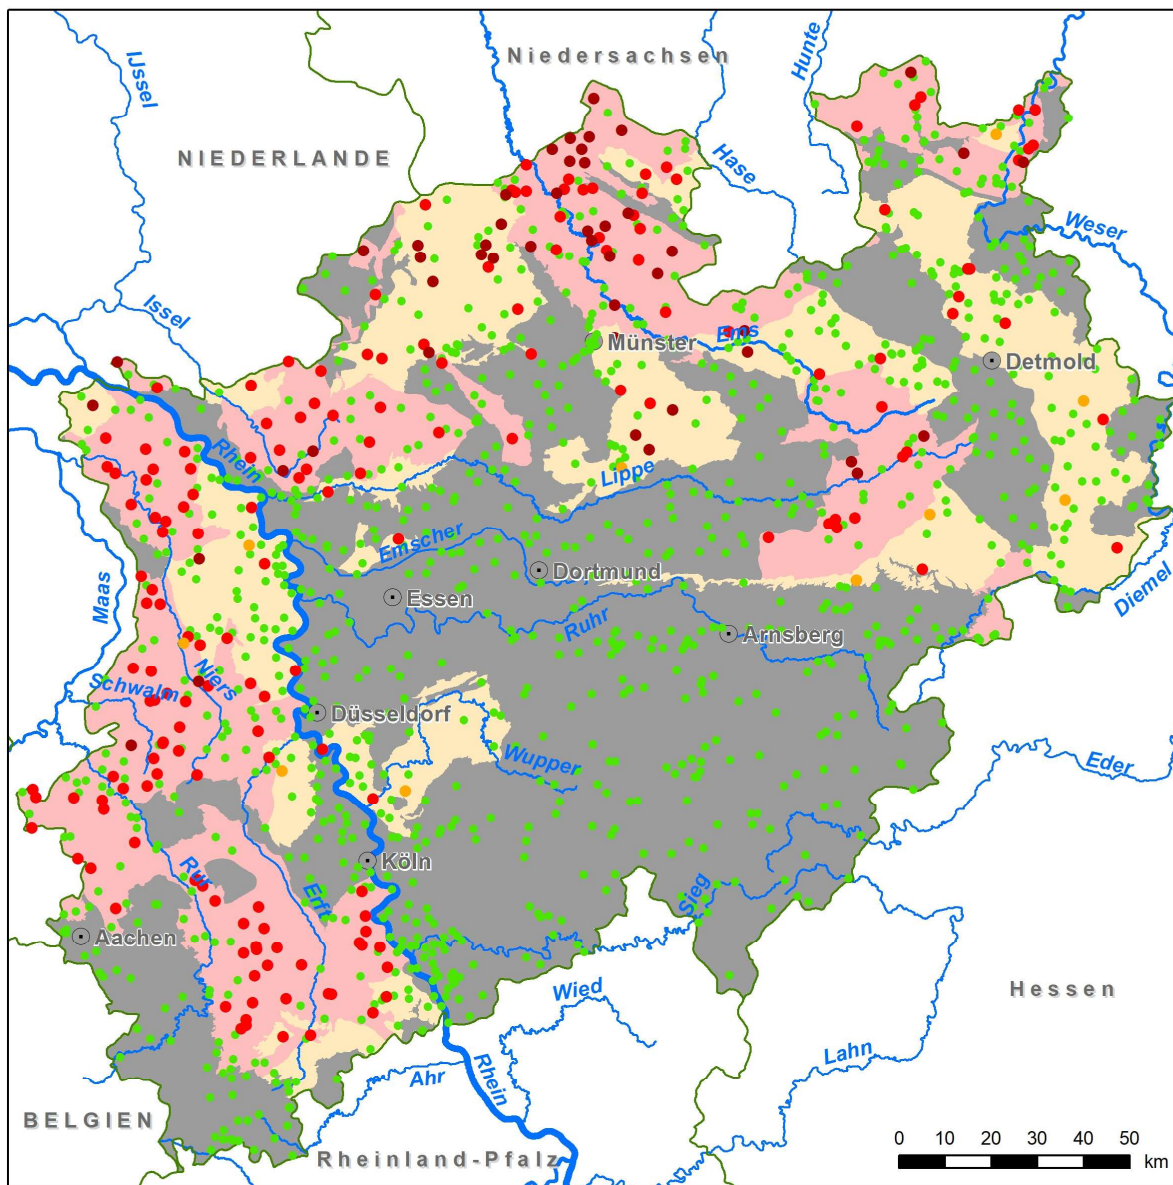 Niedersachsen
IJssel
Hunte
NIEDERLANDE
Hase
Weser
Issel
Ems
Münster
Detmold
Rhein
Lippe
Emscher
Dortmund
Essen
Ruhr
Arnsberg
Diemel
Maas
Niers
Schwalm
Düsseldorf
Wupper
Eder
Köln
Rur
Erft
Sieg
Aachen
Wied
Hessen
Lahn
Rhein
Ahr
BELGIEN
Rheinland-Pfalz
0 10 20 30 40 50
km